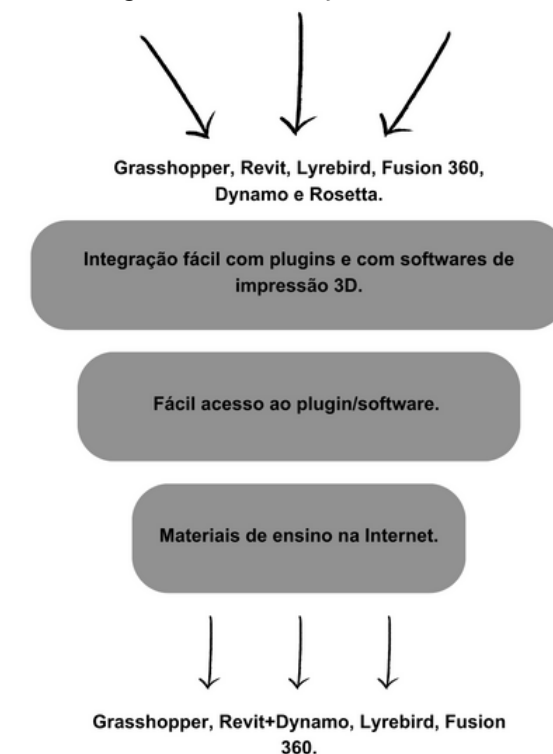 Grasshopper, Revit, Lyrebird, Fusion 360,
Dynamo e Rosetta.
Integração fácil com plugins e com softwares de
impressão 3D.
Fácil acesso ao plugin/software.
Materiais de ensino na Internet.
Grasshopper, Revit+Dynamo, Lyrebird, Fusion
360.